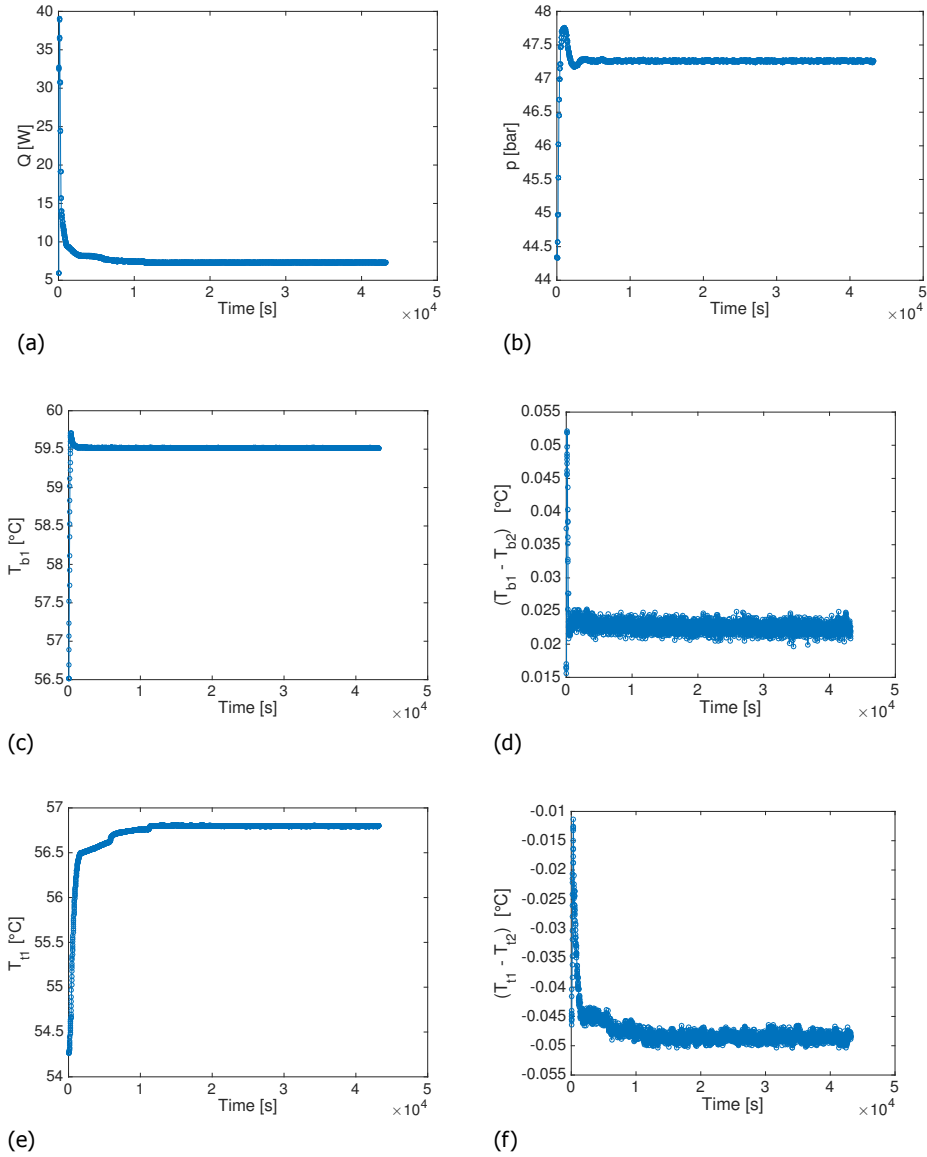 40
35
30
25
20
15
10
5
Q [W]
0 1 2 3 4 5
Time [s]
×10^4
(a)
48
47.5
47
46.5
46
45.5
45
44.5
44
p [bar]
0 1 2 3 4 5
Time [s]
×10^4
(b)
60
59.5
59
58.5
58
57.5
57
56.5
T_b1 [°C]
0 1 2 3 4 5
Time [s]
×10^4
(c)
0.055
0.05
0.045
0.04
0.035
0.03
0.025
0.02
0.015
(T_b1 - T_b2) [°C]
0 1 2 3 4 5
Time [s]
×10^4
(d)
57
56.5
56
55.5
55
54.5
54
T_t1 [°C]
0 1 2 3 4 5
Time [s]
×10^4
(e)
-0.01
-0.025
-0.02
-0.025
-0.03
-0.035
-0.04
-0.045
-0.05
-0.055
(T_t1 - T_t2) [°C]
0 1 2 3 4 5
Time [s]
×10^4
(f)